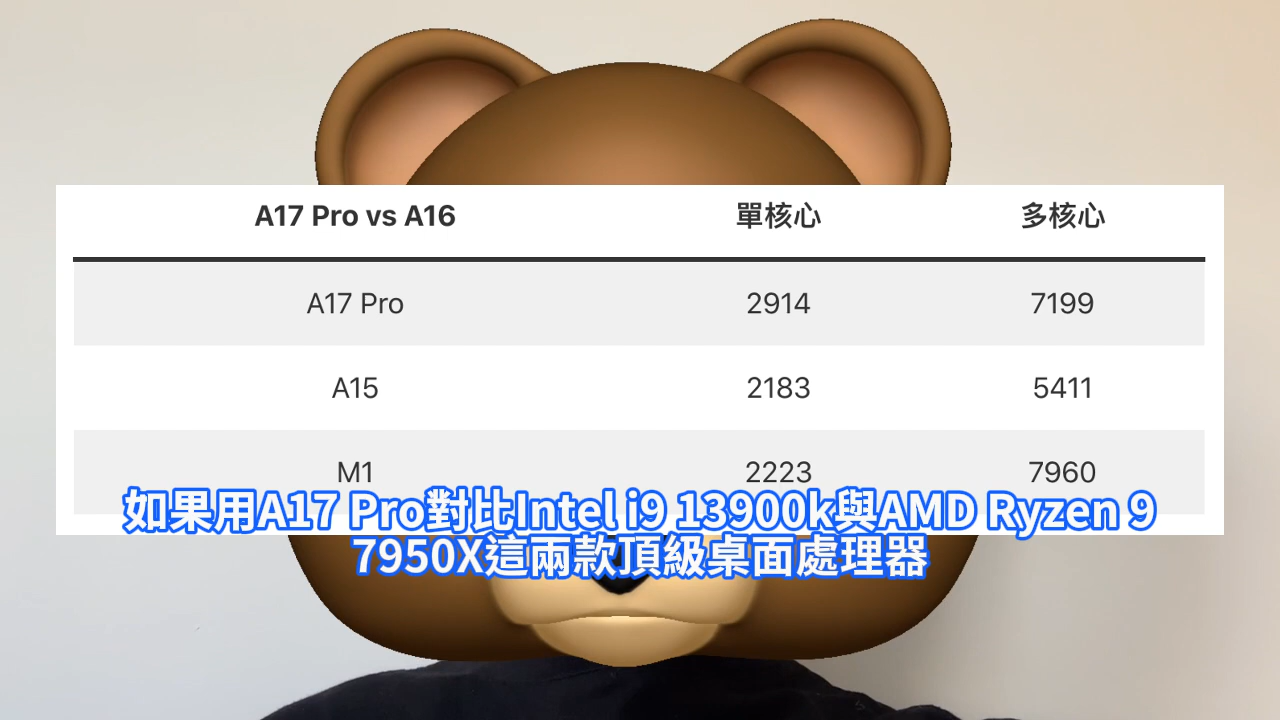 A17 Pro vs A16 單核心 多核心
A17 Pro 2914 7199
A15 2183 5411
M1 2223 7960
如果用A17 Pro對比Intel i9 13900k與AMD Ryzen 9
7950X這兩款頂級桌面處理器